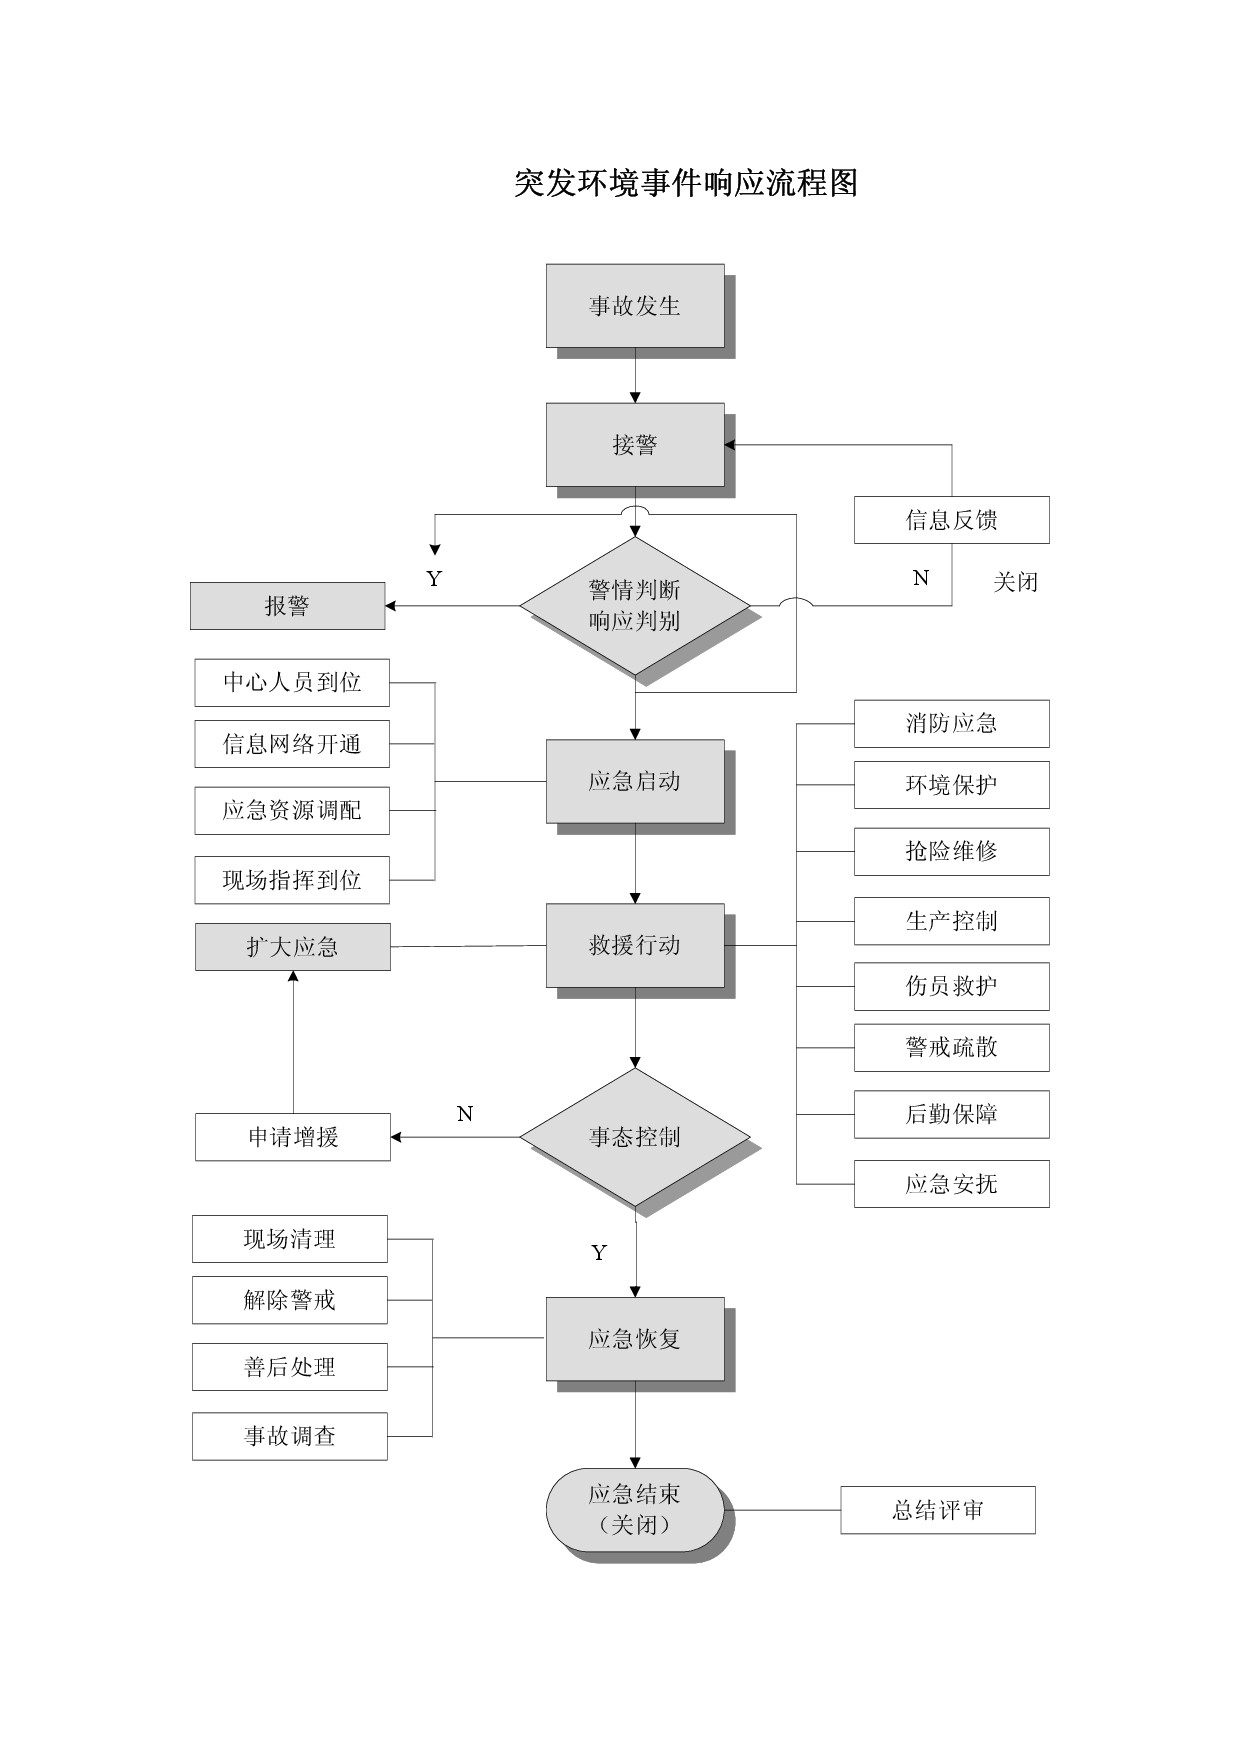 突发环境事件响应流程图
事故发生
接警
信息反馈
Y
N
关闭
报警
警情判断
响应判别
中心人员到位
信息网络开通
应急资源调配
现场指挥到位
应急启动
消防应急
环境保护
抢险维修
生产控制
伤员救护
警戒疏散
后勤保障
应急安抚
扩大应急
救援行动
N
申请增援
事态控制
Y
现场清理
解除警戒
善后处理
事故调查
应急恢复
应急结束
（关闭）
总结评审